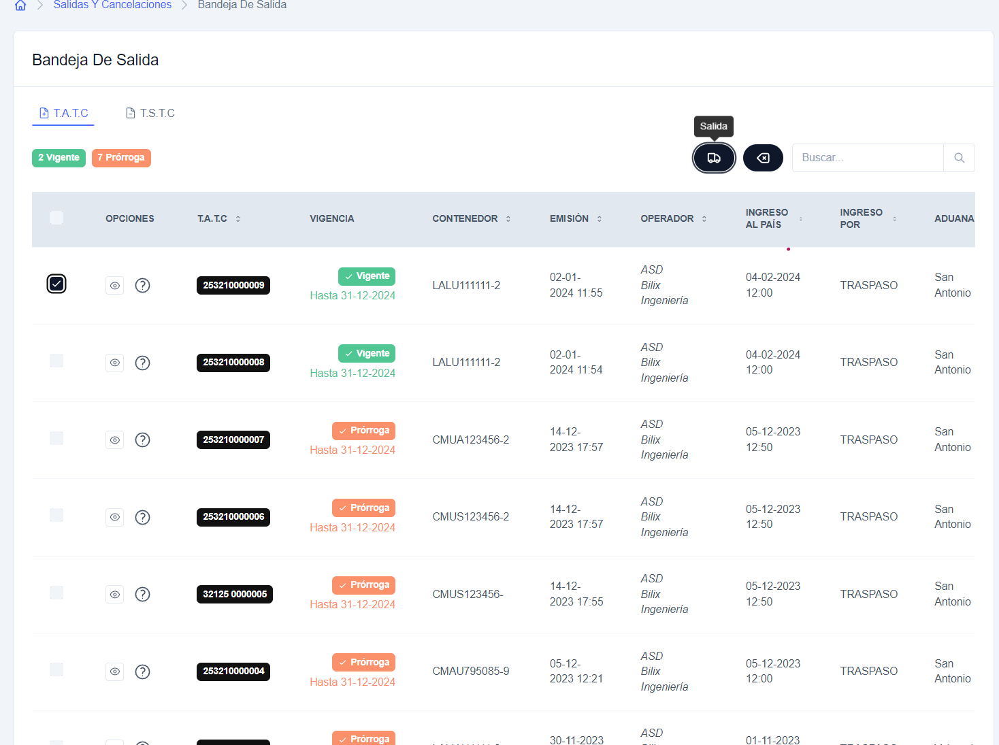 Salidas Y Cancelaciones > Bandeja De Salida
Bandeja De Salida
T.A.T.C T.S.T.C
Salida
2 Vigente 7 Prórroga Buscar...
OPCIONES T.A.T.C VIGENCIA CONTENEDOR EMISIÓN OPERADOR INGRESO AL PAÍS INGRESO POR ADUANA
253210000009 Vigente Hasta 31-12-2024 LALU111111-2 02-01-2024 11:55 ASD Bilix Ingeniería 04-02-2024 12:00 TRASPASO San Antonio
253210000008 Vigente Hasta 31-12-2024 LALU111111-2 02-01-2024 11:54 ASD Bilix Ingeniería 04-02-2024 12:00 TRASPASO San Antonio
253210000007 Prórroga Hasta 31-12-2024 CMUA123456-2 14-12-2023 17:57 ASD Bilix Ingeniería 05-12-2023 12:50 TRASPASO San Antonio
253210000006 Prórroga Hasta 31-12-2024 CMUS123456-2 14-12-2023 17:57 ASD Bilix Ingeniería 05-12-2023 12:50 TRASPASO San Antonio
32125 0000005 Prórroga Hasta 31-12-2024 CMUS123456- 14-12-2023 17:55 ASD Bilix Ingeniería 05-12-2023 12:50 TRASPASO San Antonio
253210000004 Prórroga Hasta 31-12-2024 CMAU795085-9 05-12-2023 12:21 ASD Bilix Ingeniería 05-12-2023 12:00 TRASPASO San Antonio
Prórroga 30-11-2023 ASD 01-11-2023